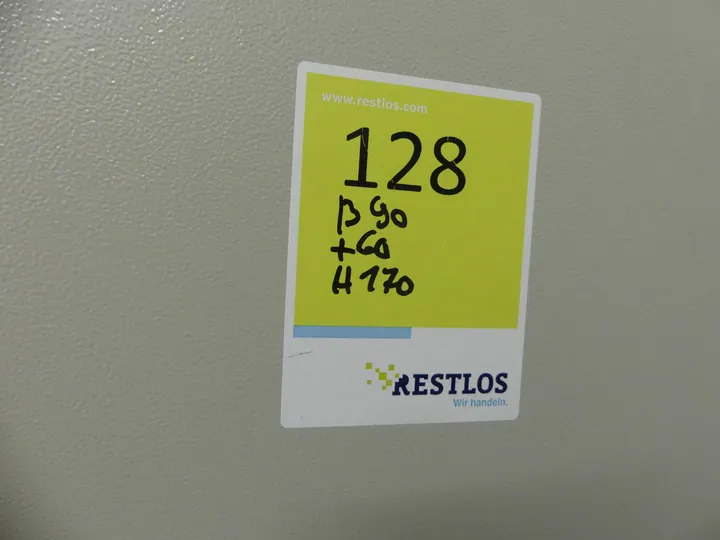 www.restlos.com
128
B 90
+60
H 170
RESTLOS
Wir handeln.